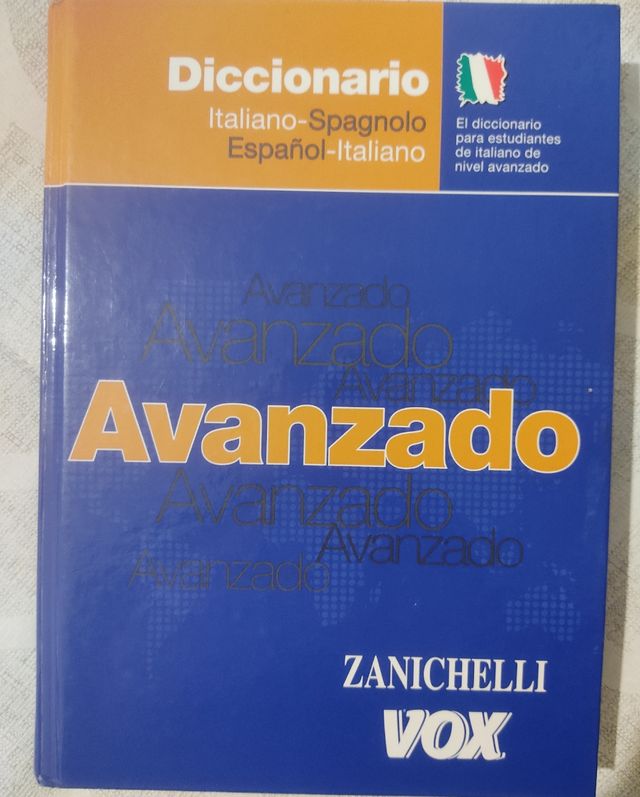 Diccionario
Italiano-Spagnolo
Español-Italiano
El diccionario
para estudiantes
de italiano de
nivel avanzado
Avanzado
Avanzado
Avanzado
Avanzado
Avanzado
Avanzado
Avanzado
ZANICHELLI
VOX